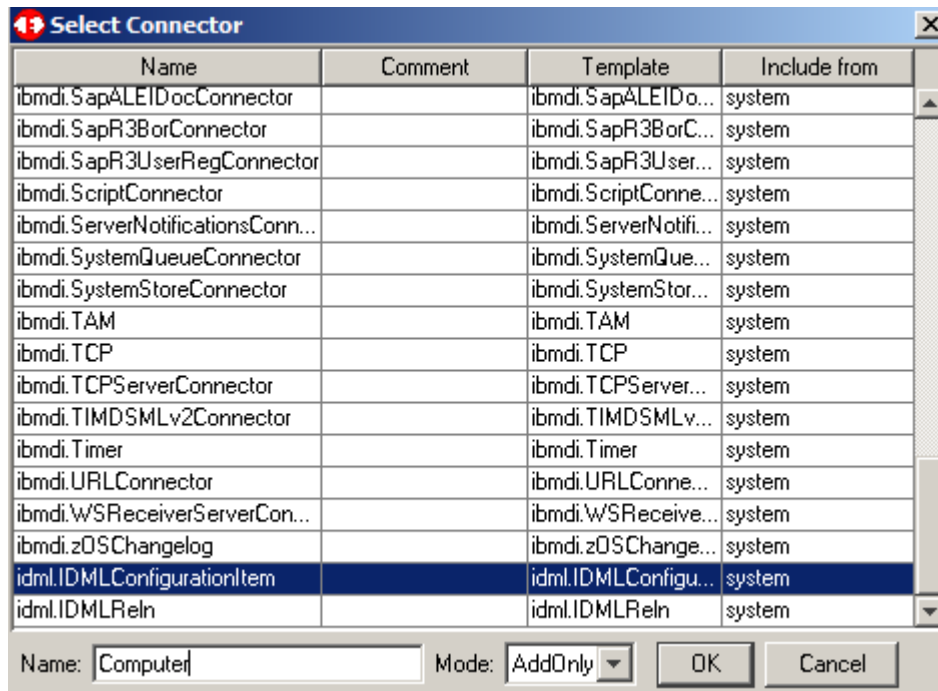 Select Connector
Name Comment Template Include from
ibmdi.SapALEIDocConnector ibmdi.SapALEIDo... system
ibmdi.SapR3BorConnector ibmdi.SapR3BorC... system
ibmdi.SapR3UserRegConnector ibmdi.SapR3User... system
ibmdi.ScriptConnector ibmdi.ScriptConne... system
ibmdi.ServerNotificationsConn... ibmdi.ServerNotifi... system
ibmdi.SystemQueueConnector ibmdi.SystemQue... system
ibmdi.SystemStoreConnector ibmdi.SystemStor... system
ibmdi.TAM ibmdi.TAM system
ibmdi.TCP ibmdi.TCP system
ibmdi.TCPServerConnector ibmdi.TCPServer... system
ibmdi.TIMDSMLv2Connector ibmdi.TIMDSMLv... system
ibmdi.Timer ibmdi.Timer system
ibmdi.URLConnector ibmdi.URLConne... system
ibmdi.WSReceiverServerCon... ibmdi.WSReceive... system
ibmdi.zOSChangelog ibmdi.zOSChange... system
idml.IDMLConfigurationItem idml.IDMLConfigu... system
idml.IDMLReln idml.IDMLReln system
Name: Computer Mode: AddOnly OK Cancel